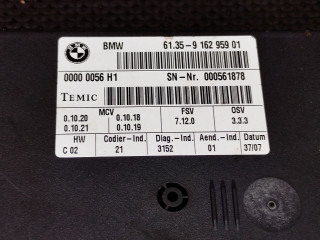 BMW 61.35-9 162 959 01
0000 0056 H1 SN-Nr. 000561878
TEMIC
MCV FSV OSV
0.10.20 0.10.18 7.12.0 3.3.3
0.10.21 0.10.19
HW Codier-Ind. Diag.-Ind. Aend.-Ind. Datum
C 02 21 3152 01 37/07